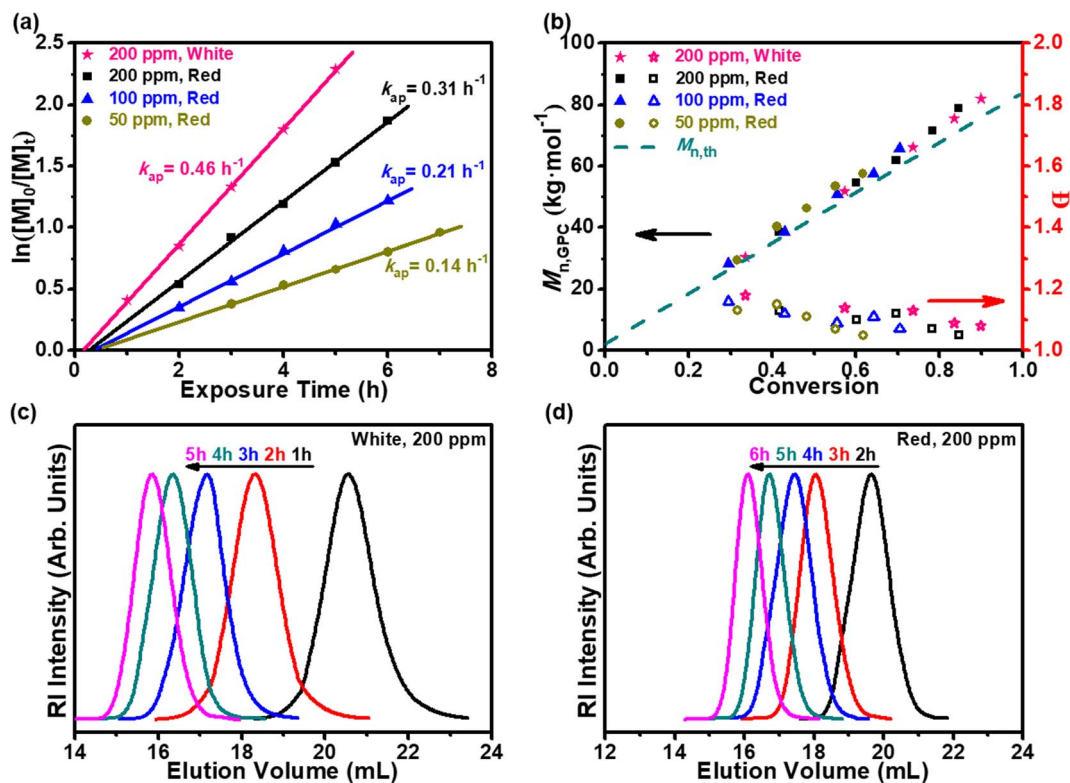 (a)
2.5
2.0
1.5
1.0
0.5
0.0
ln([M]0/[M]t)
200 ppm, White
200 ppm, Red
100 ppm, Red
50 ppm, Red
kap = 0.31 h-1
kap = 0.46 h-1
kap = 0.21 h-1
kap = 0.14 h-1
0 2 4 6 8
Exposure Time (h)
(b)
100
80
60
40
20
0
Mn,GPC (kg·mol-1)
200 ppm, White
200 ppm, Red
100 ppm, Red
50 ppm, Red
Mn,th
2.0
1.8
1.6
1.4
1.2
1.0
Đ
0.0 0.2 0.4 0.6 0.8 1.0
Conversion
(c)
White, 200 ppm
5h 4h 3h 2h 1h
RI Intensity (Arb. Units)
14 16 18 20 22 24
Elution Volume (mL)
(d)
Red, 200 ppm
6h 5h 4h 3h 2h
RI Intensity (Arb. Units)
12 14 16 18 20 22 24
Elution Volume (mL)